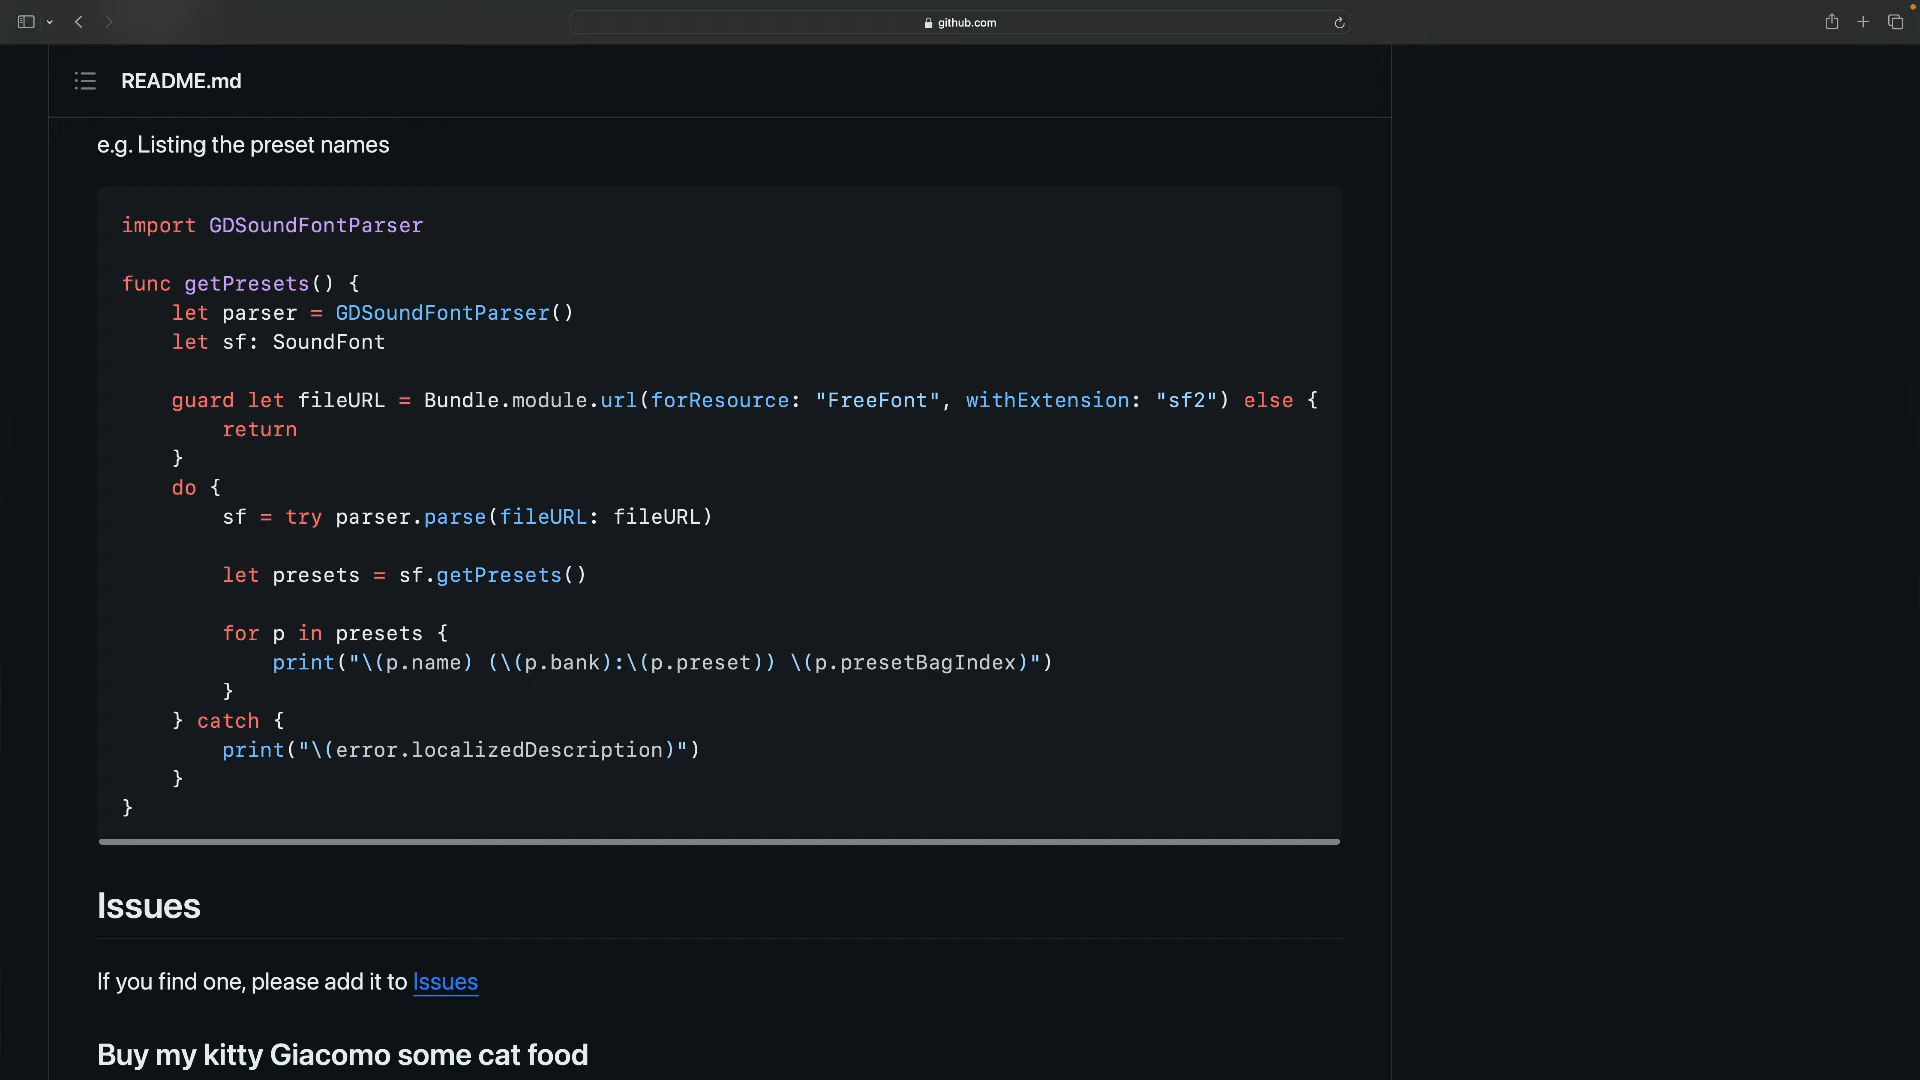 github.com
README.md
e.g. Listing the preset names
import GDSoundFontParser
func getPresets() {
    let parser = GDSoundFontParser()
    let sf: SoundFont
    guard let fileURL = Bundle.module.url(forResource: "FreeFont", withExtension: "sf2") else {
        return
    }
    do {
        sf = try parser.parse(fileURL: fileURL)
        let presets = sf.getPresets()
        for p in presets {
            print("\(p.name) (\(p.bank):\(p.preset)) \(p.presetBagIndex)")
        }
    } catch {
        print("\(error.localizedDescription)")
    }
}
Issues
If you find one, please add it to Issues
Buy my kitty Giacomo some cat food